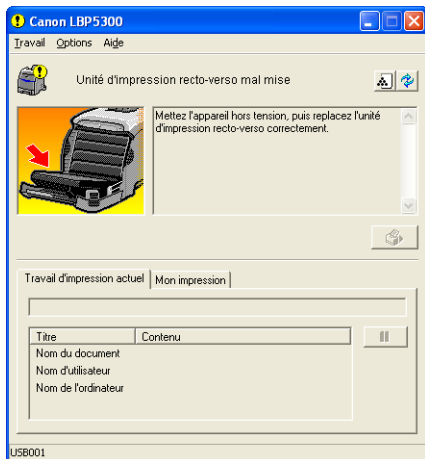 Canon LBP5300
Travail Options Aide
Unité d'impression recto-verso mal mise
Mettez l'appareil hors tension, puis replacez l'unité
d'impression recto-verso correctement.
Travail d'impression actuel Mon impression
Titre Contenu
Nom du document
Nom d'utilisateur
Nom de l'ordinateur
USB001